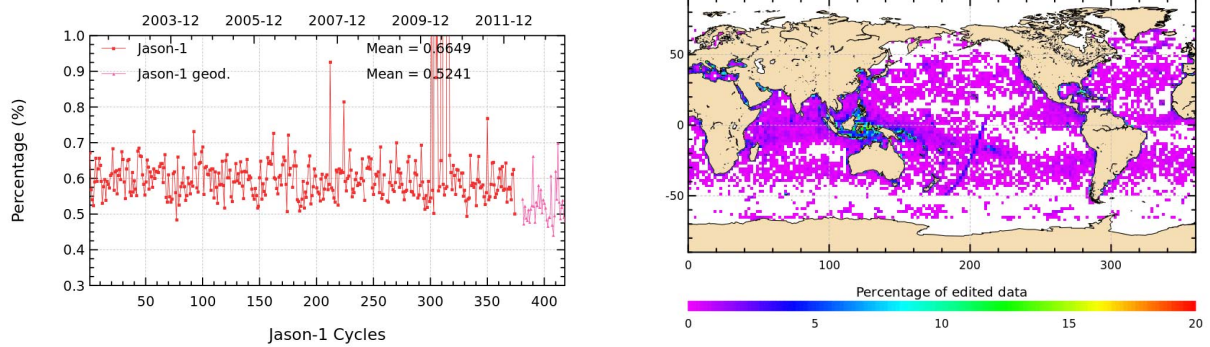 2003-12 2005-12 2007-12 2009-12 2011-12
Jason-1 Mean = 0.6649
Jason-1 geod. Mean = 0.5241
1.0
0.9
0.8
0.7
0.6
0.5
0.4
0.3
Percentage (%)
50 100 150 200 250 300 350 400
Jason-1 Cycles
50
0
-50
0 100 200 300
Percentage of edited data
0 5 10 15 20